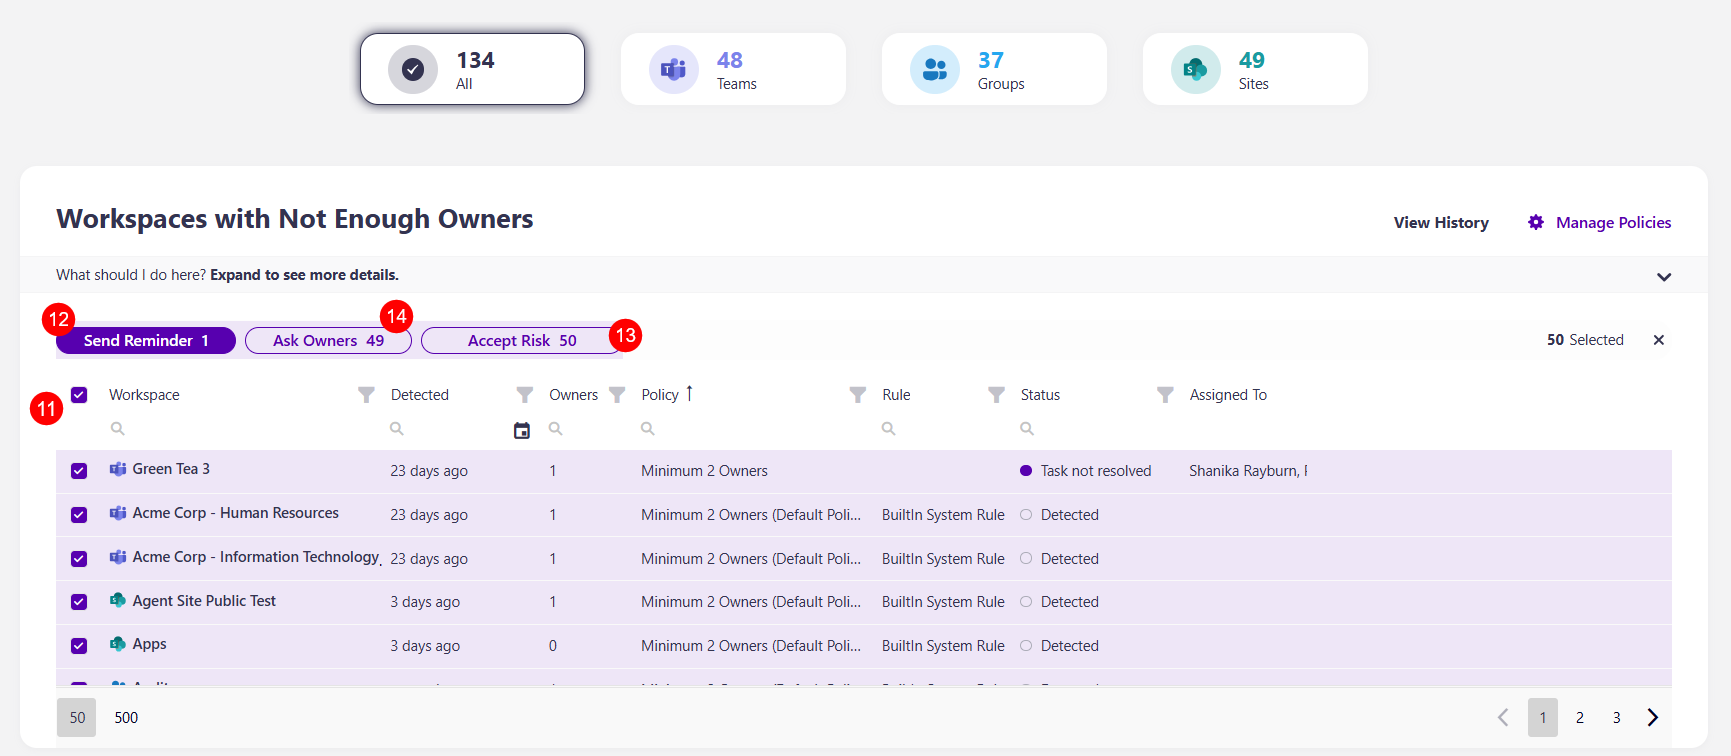 134
All
48
Teams
37
Groups
49
Sites
Workspaces with Not Enough Owners
View History
Manage Policies
What should I do here? Expand to see more details.
12
14
13
Send Reminder 1
Ask Owners 49
Accept Risk 50
50 Selected
11
Workspace Detected Owners Policy ↑ Rule Status Assigned To
Green Tea 3 23 days ago 1 Minimum 2 Owners Task not resolved Shanika Rayburn,
Acme Corp - Human Resources 23 days ago 1 Minimum 2 Owners (Default Poli... BuiltIn System Rule Detected
Acme Corp - Information Technology 23 days ago 1 Minimum 2 Owners (Default Poli... BuiltIn System Rule Detected
Agent Site Public Test 3 days ago 1 Minimum 2 Owners (Default Poli... BuiltIn System Rule Detected
Apps 3 days ago 0 Minimum 2 Owners (Default Poli... BuiltIn System Rule Detected
50 500
1 2 3